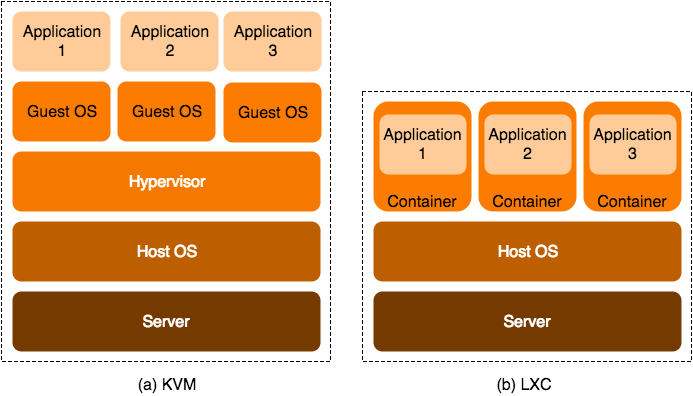 Application
1
Application
2
Application
3
Guest OS
Guest OS
Guest OS
Hypervisor
Host OS
Server
(a) KVM
Application
1
Container
Application
2
Container
Application
3
Container
Host OS
Server
(b) LXC